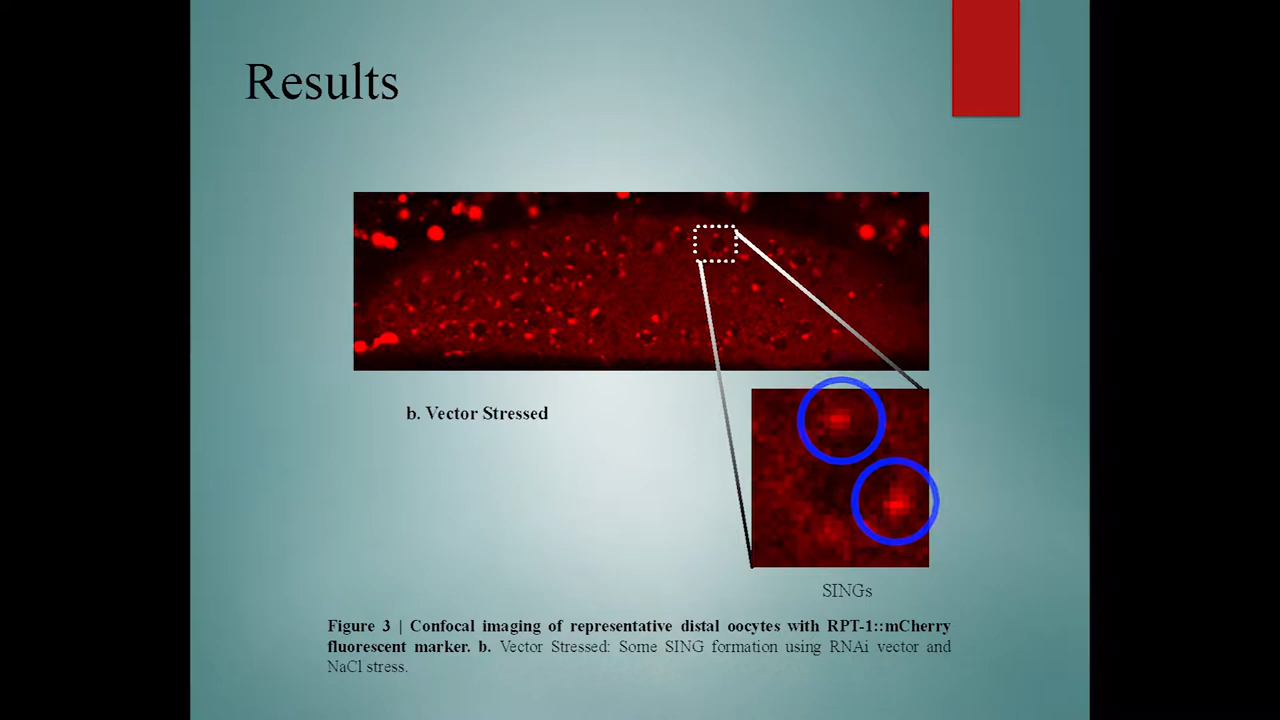 Results
b. Vector Stressed
SINGs
Figure 3 | Confocal imaging of representative distal oocytes with RPT-1::mCherry
fluorescent marker. b. Vector Stressed: Some SING formation using RNAi vector and
NaCl stress.